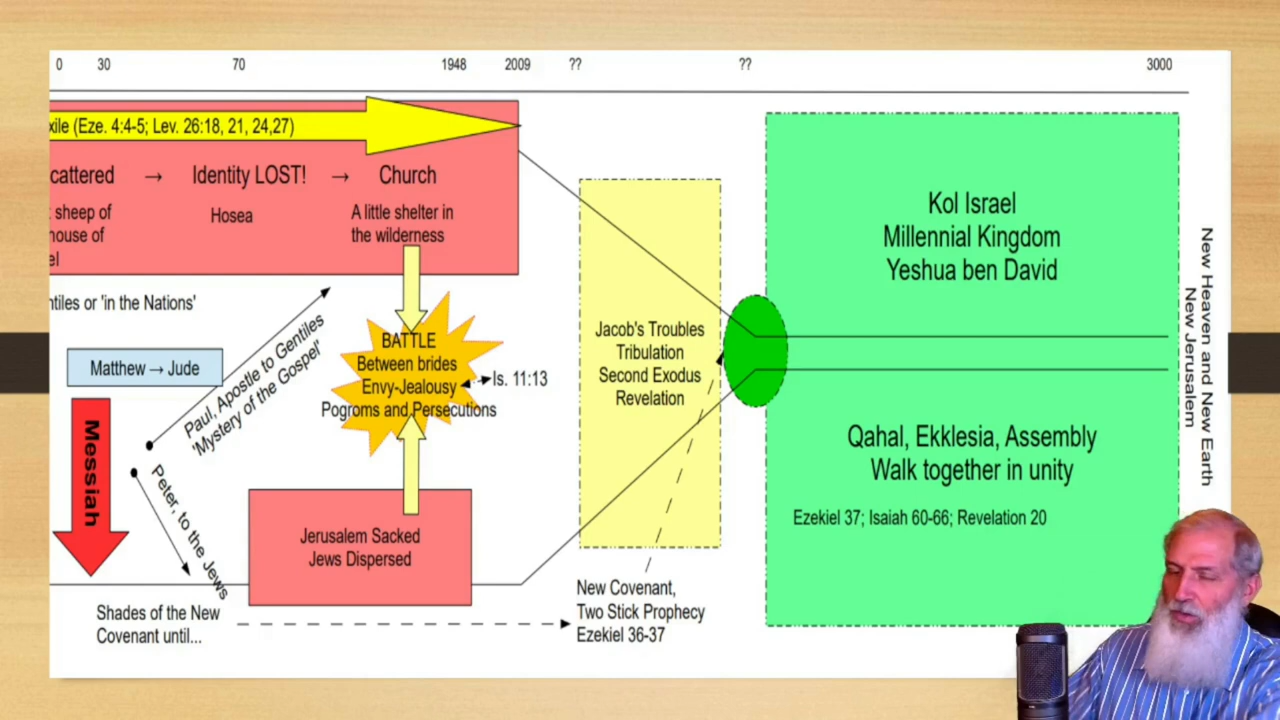 0 30 70 1948 2009 ?? ?? 3000
xile (Eze. 4:4-5; Lev. 26:18, 21, 24,27)
cattered → Identity LOST! → Church
sheep of
ouse of
el
Hosea
A little shelter in
the wilderness
ntiles or 'in the Nations'
Matthew → Jude
Messiah
Paul, Apostle to Gentiles
'Mystery of the Gospel'
Peter, to the Jews
BATTLE
Between brides
Envy-Jealousy
Pogroms and Persecutions
Is. 11:13
Jerusalem Sacked
Jews Dispersed
Shades of the New
Covenant until...
Jacob's Troubles
Tribulation
Second Exodus
Revelation
New Covenant,
Two Stick Prophecy
Ezekiel 36-37
Kol Israel
Millennial Kingdom
Yeshua ben David
Qahal, Ekklesia, Assembly
Walk together in unity
Ezekiel 37; Isaiah 60-66; Revelation 20
New Heaven and New Earth
New Jerusalem